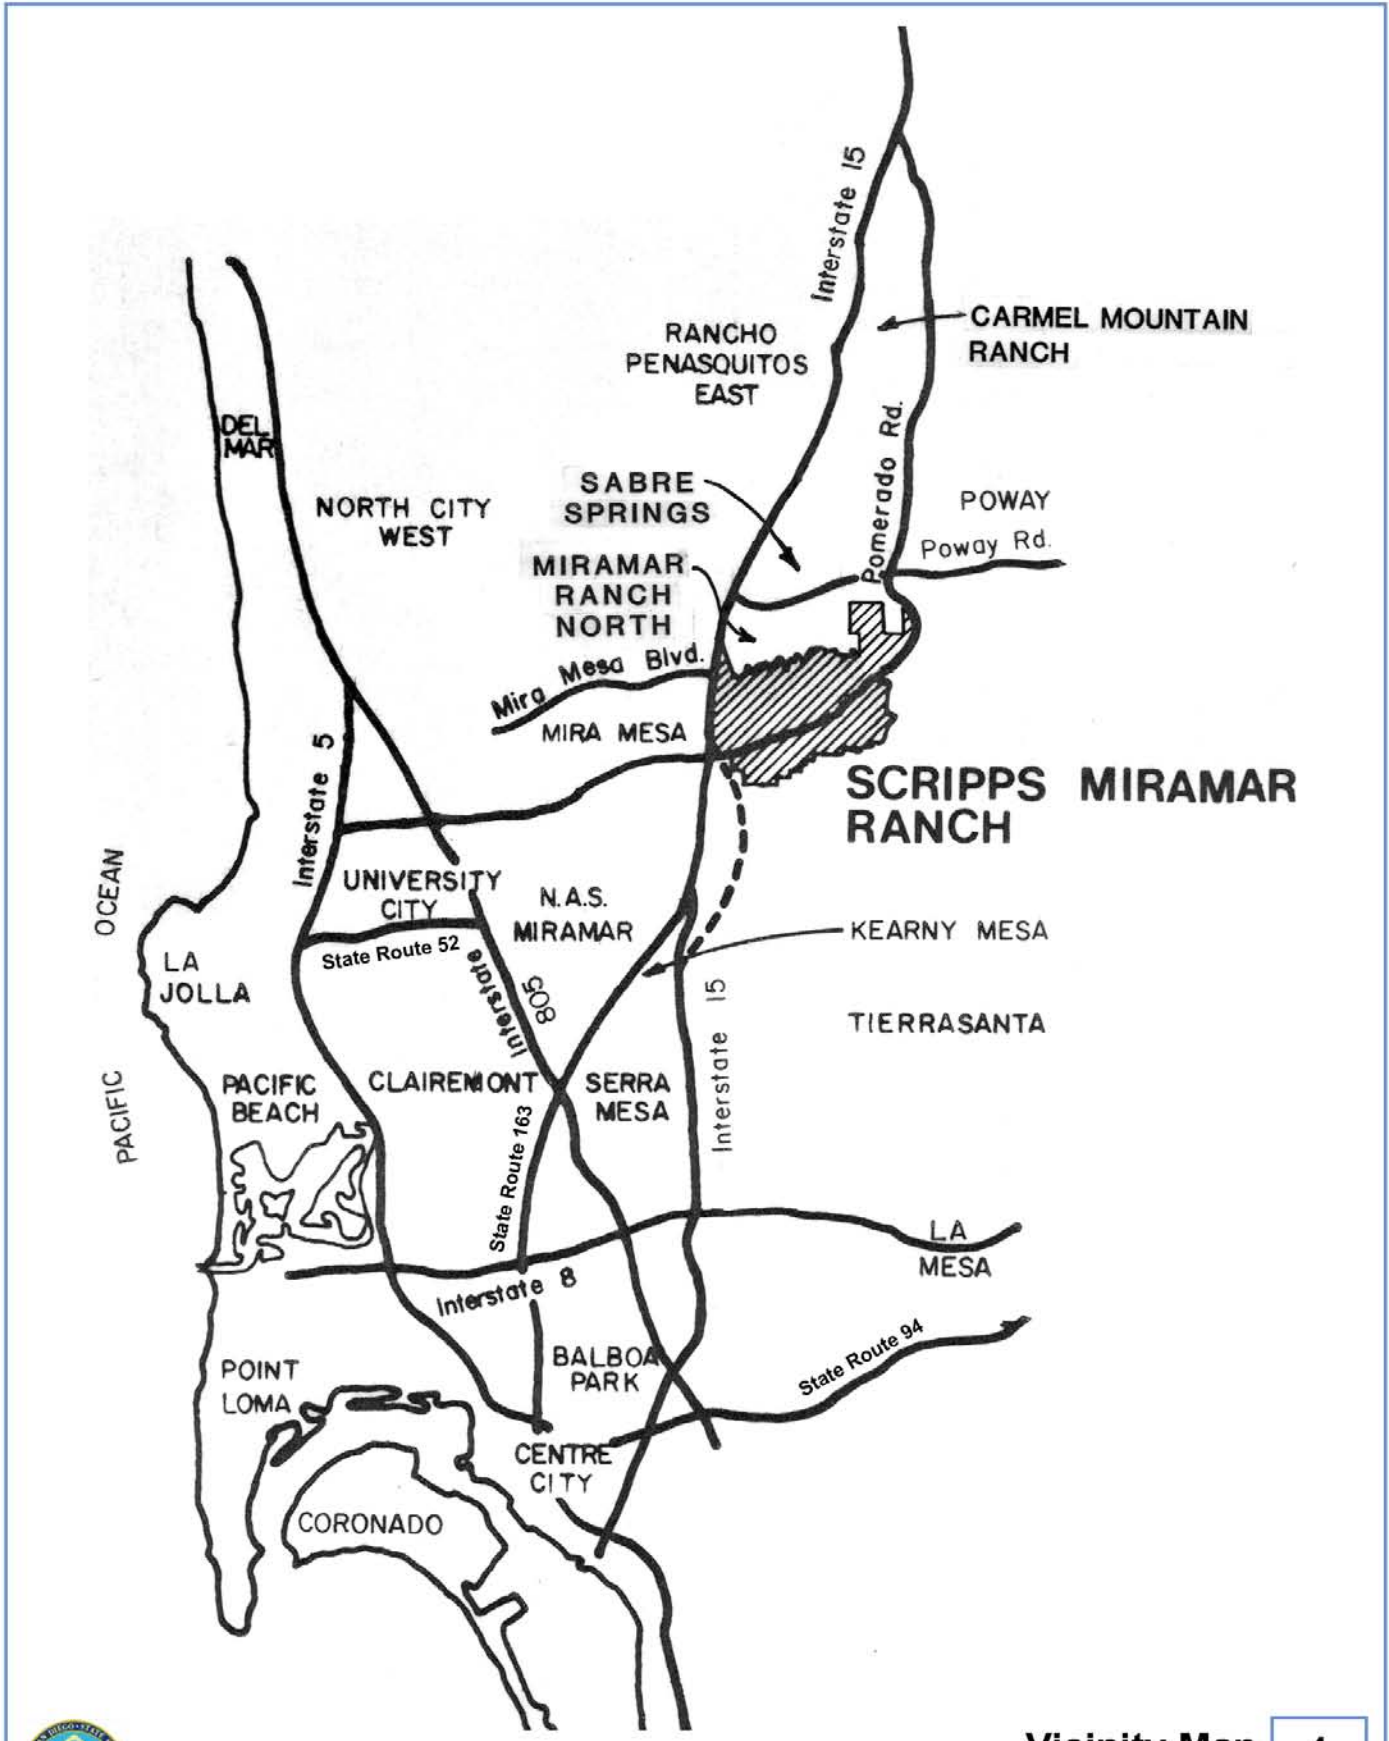 Interstate 15
CARMEL MOUNTAIN
RANCH
RANCHO
PENASQUITOS
EAST
DEL
MAR
Pomerado Rd.
SABRE
SPRINGS
NORTH CITY
WEST
POWAY
Poway Rd.
MIRAMAR
RANCH
NORTH
Mira Mesa Blvd.
MIRA MESA
Interstate 5
SCRIPPS MIRAMAR
RANCH
OCEAN
UNIVERSITY
CITY
N.A.S.
MIRAMAR
KEARNY MESA
State Route 52
LA
JOLLA
Interstate
805
Interstate 15
TIERRASANTA
PACIFIC
PACIFIC
BEACH
CLAIREMONT
SERRA
MESA
State Route 163
LA
MESA
Interstate 8
State Route 94
BALBOA
PARK
POINT
LOMA
CENTRE
CITY
CORONADO
Vicinity Map